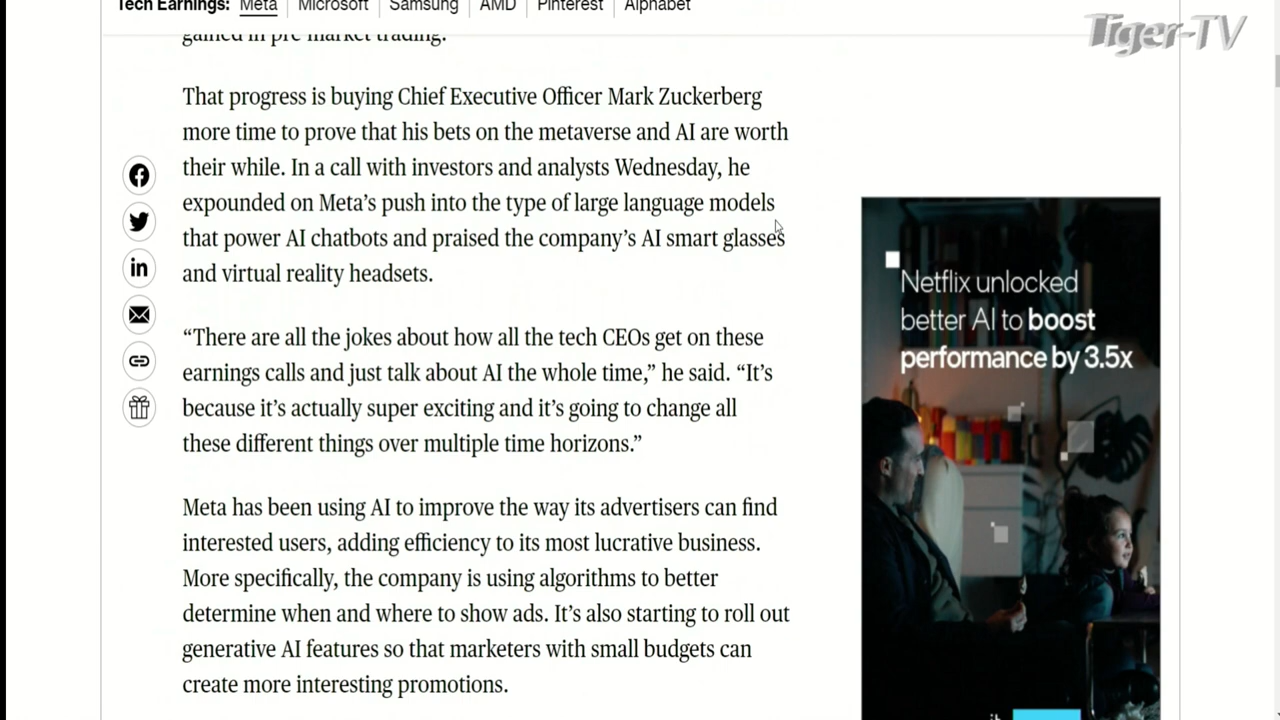 Tech Earnings: Meta Microsoft Samsung AMD Pinterest Alphabet
Tiger-TV
gained in pre-market trading.
That progress is buying Chief Executive Officer Mark Zuckerberg
more time to prove that his bets on the metaverse and AI are worth
their while. In a call with investors and analysts Wednesday, he
expounded on Meta’s push into the type of large language models
that power AI chatbots and praised the company’s AI smart glasses
and virtual reality headsets.
“There are all the jokes about how all the tech CEOs get on these
earnings calls and just talk about AI the whole time,” he said. “It’s
because it’s actually super exciting and it’s going to change all
these different things over multiple time horizons.”
Meta has been using AI to improve the way its advertisers can find
interested users, adding efficiency to its most lucrative business.
More specifically, the company is using algorithms to better
determine when and where to show ads. It’s also starting to roll out
generative AI features so that marketers with small budgets can
create more interesting promotions.
Netflix unlocked
better AI to boost
performance by 3.5x